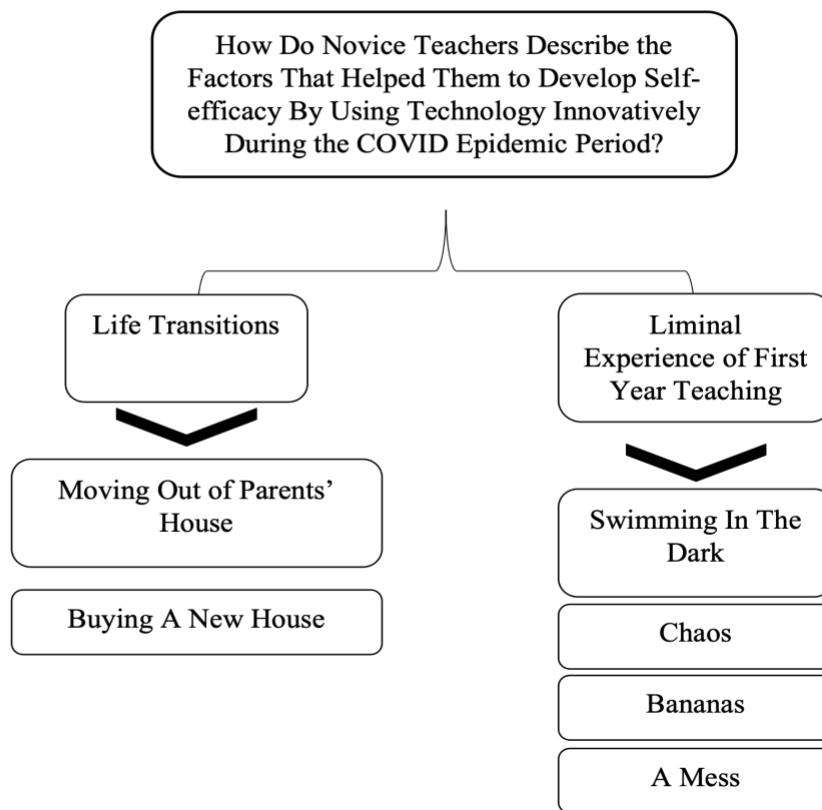 How Do Novice Teachers Describe the
Factors That Helped Them to Develop Self-
efficacy By Using Technology Innovatively
During the COVID Epidemic Period?
Life Transitions
Moving Out of Parents’
House
Buying A New House
Liminal
Experience of First
Year Teaching
Swimming In The
Dark
Chaos
Bananas
A Mess